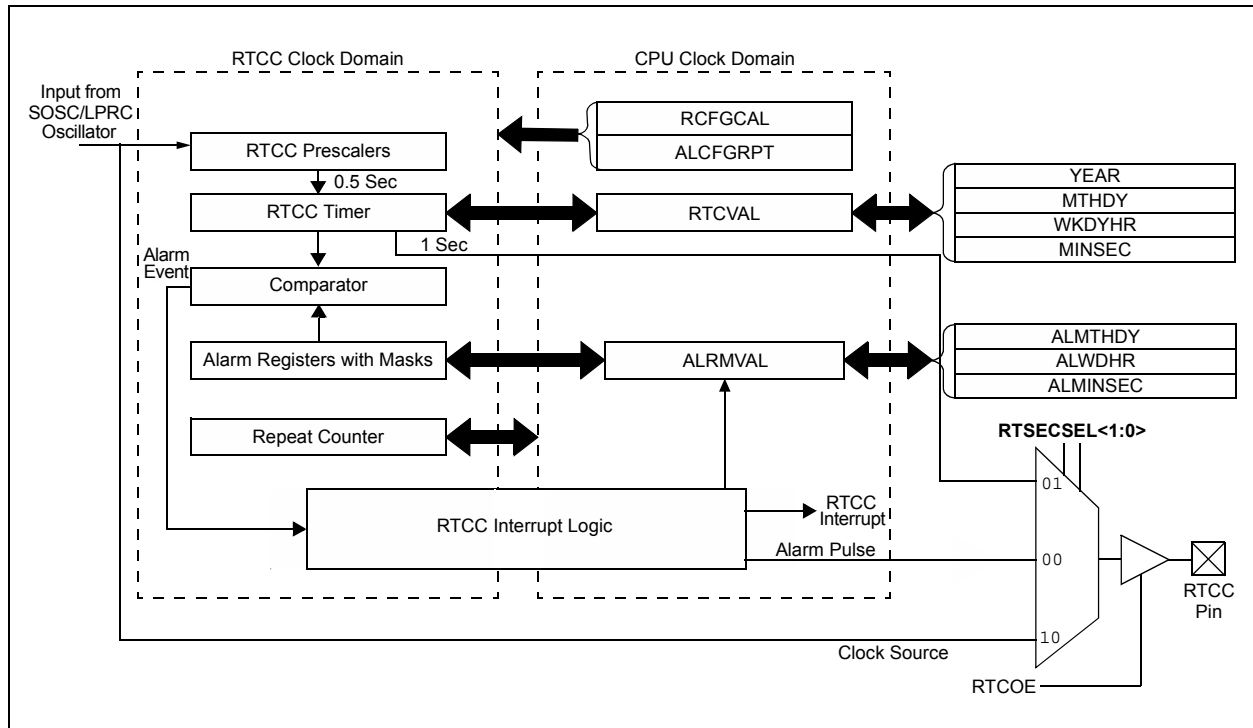 RTCC Clock Domain
CPU Clock Domain
Input from
SOSC/LPRC
Oscillator
RCFGCAL
ALCFGRPT
RTCC Prescalers
0.5 Sec
YEAR
MTHDY
WKDYHR
MINSEC
RTCC Timer
RTCVAL
1 Sec
Alarm
Event
Comparator
ALMTHDY
ALWDHR
ALMINSEC
Alarm Registers with Masks
ALRMVAL
Repeat Counter
RTSECSEL<1:0>
01
RTCC Interrupt Logic
RTCC
Interrupt
Alarm Pulse
00
RTCC
Pin
10
Clock Source
RTCOE